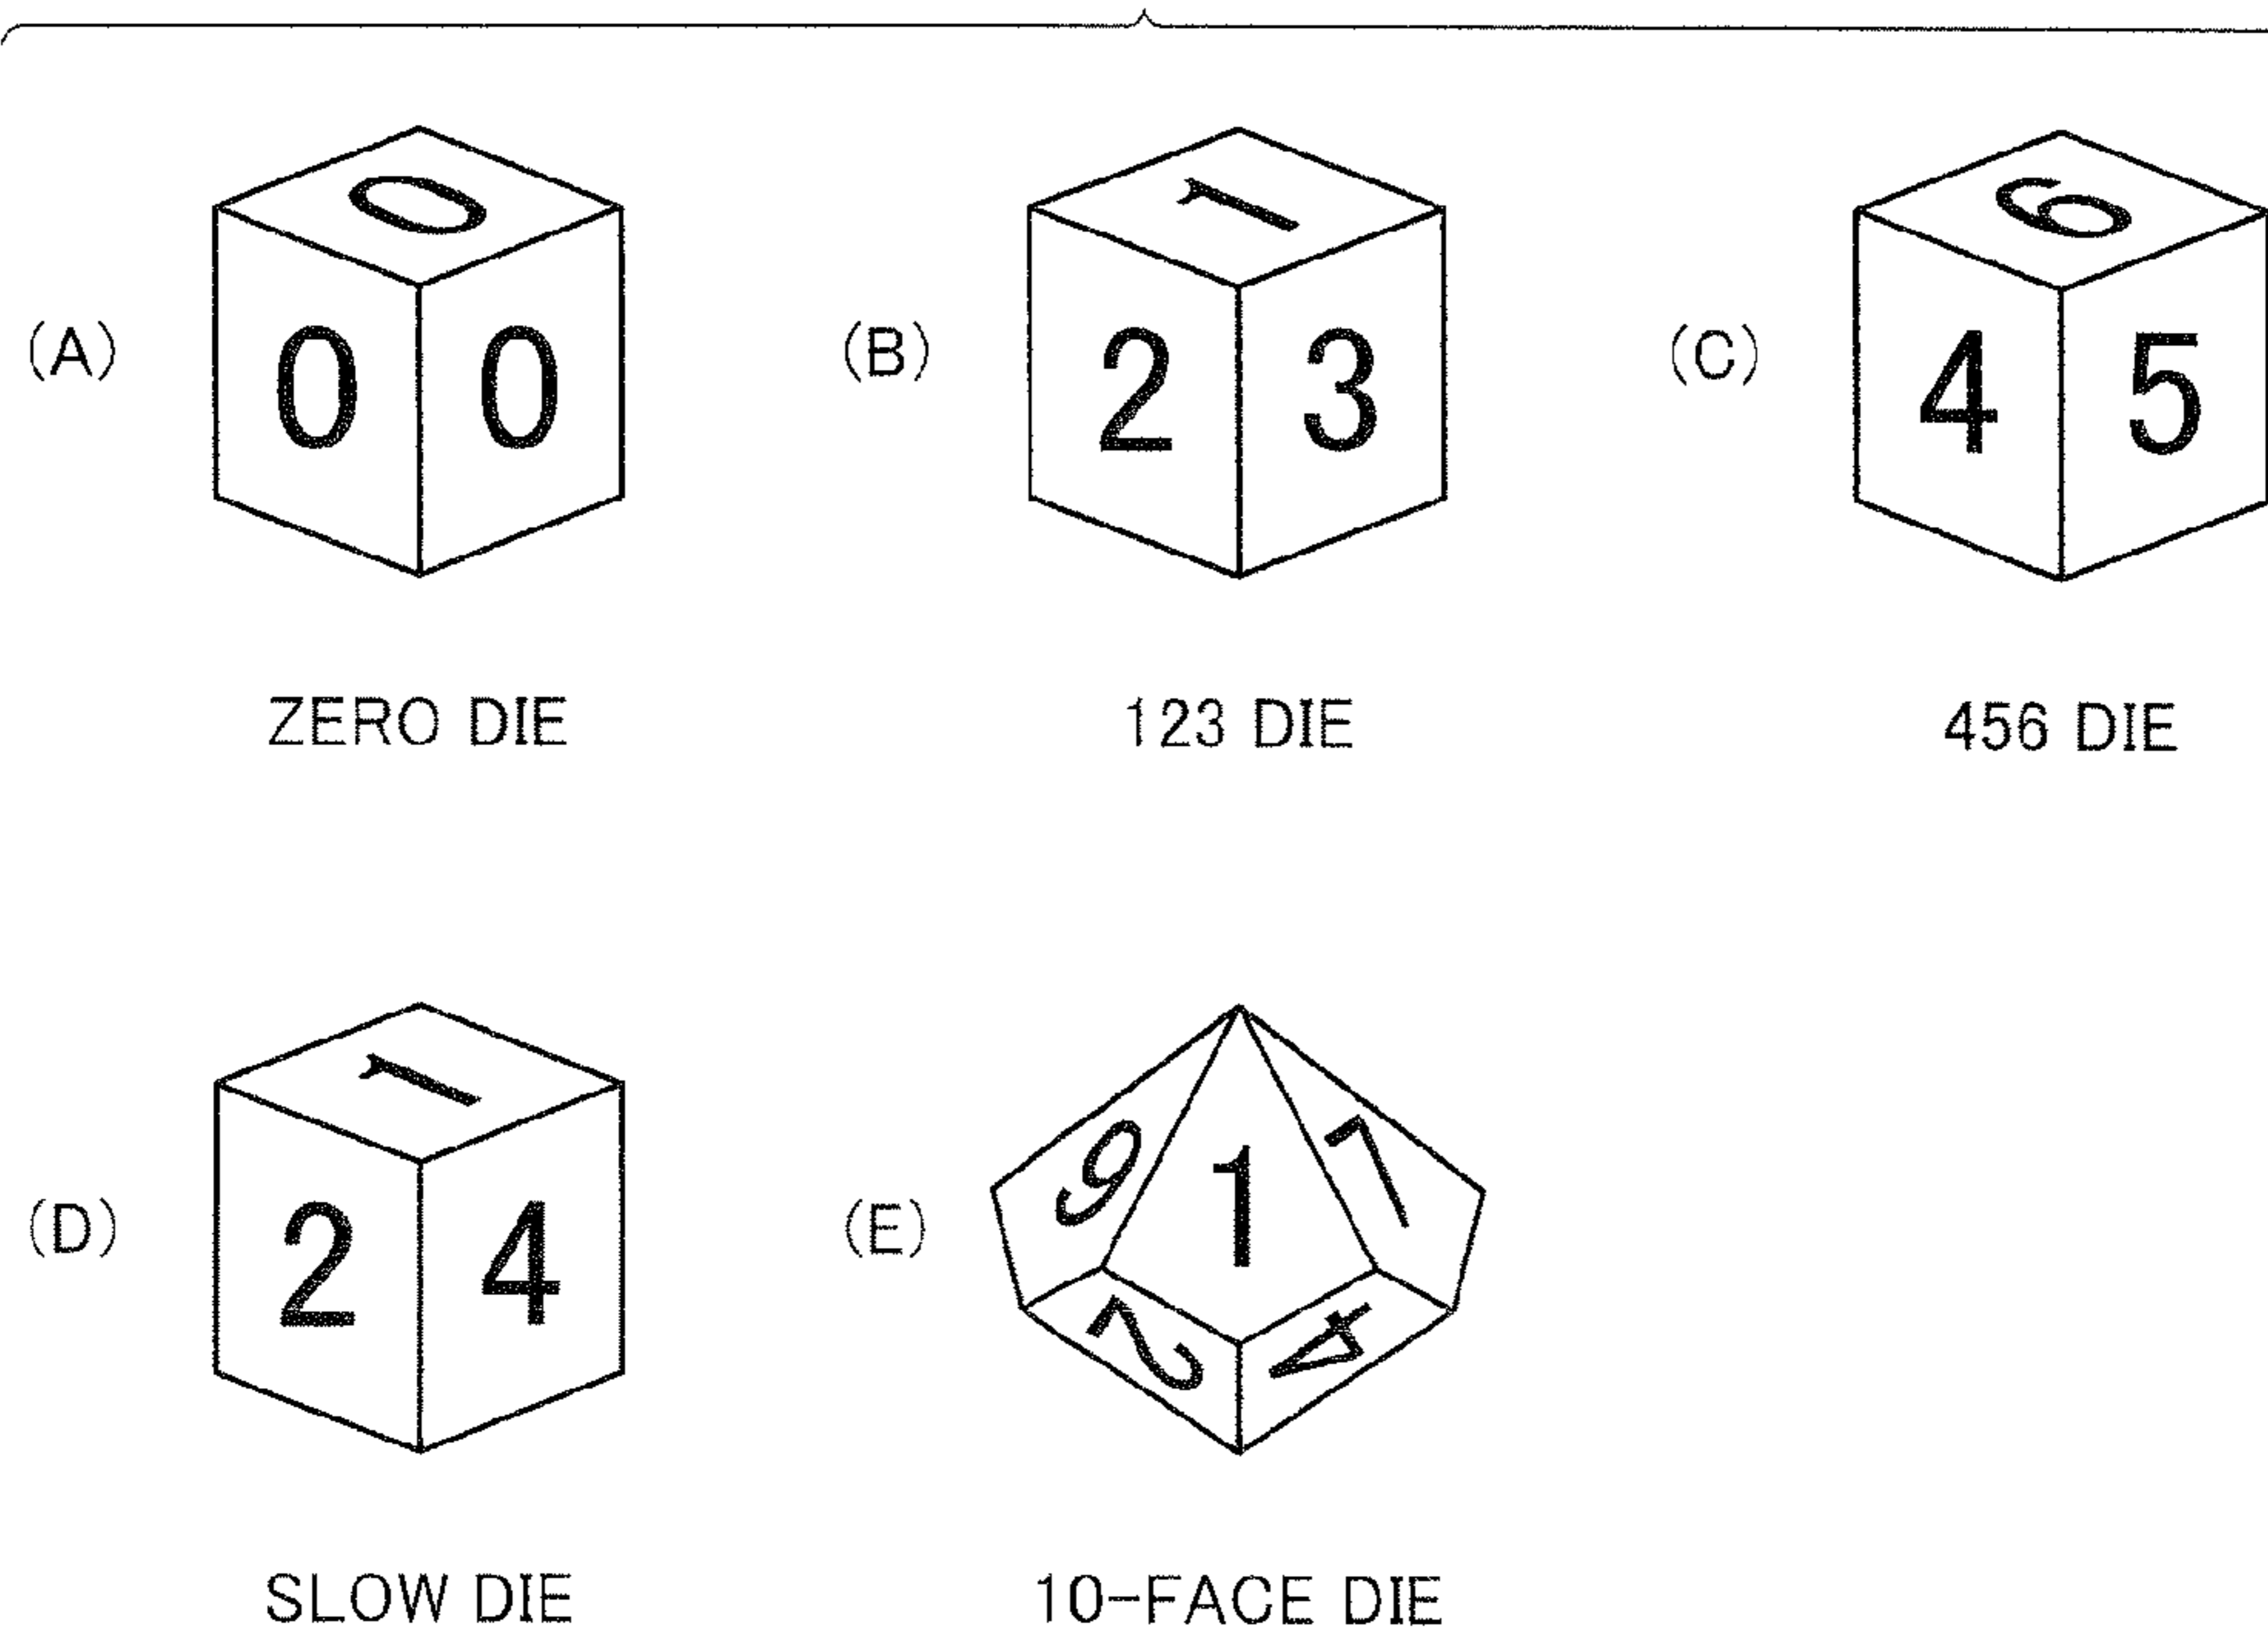 0 1 6
(A) 0 0 (B) 2 3 (C) 4 5
ZERO DIE 123 DIE 456 DIE
1
9 1 7
(D) 2 4 (E)
2 4
SLOW DIE 10-FACE DIE